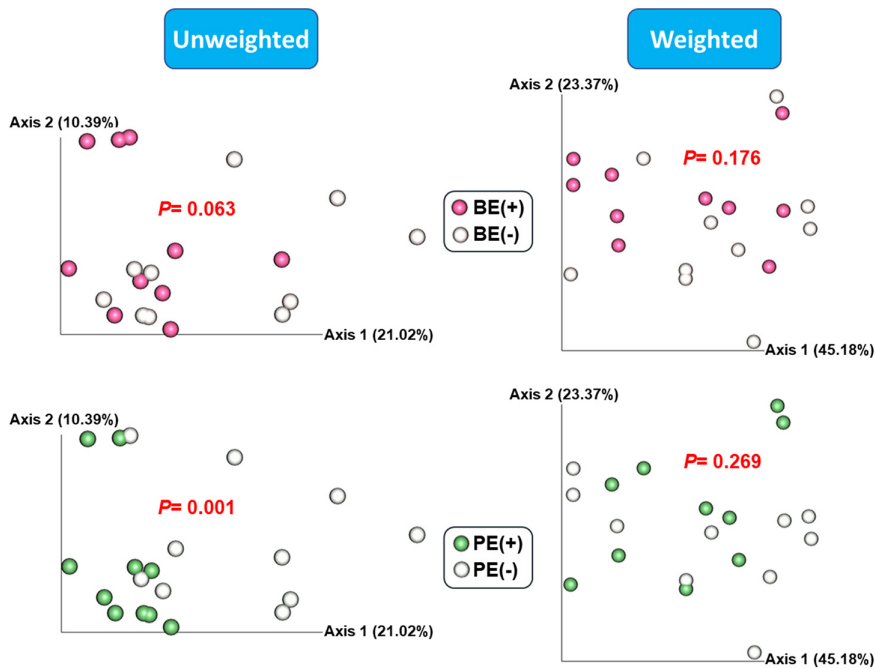 Unweighted
Weighted
Axis 2 (10.39%)
P= 0.063
Axis 1 (21.02%)
BE(+)
BE(-)
Axis 2 (23.37%)
P= 0.176
Axis 1 (45.18%)
Axis 2 (10.39%)
P= 0.001
Axis 1 (21.02%)
PE(+)
PE(-)
Axis 2 (23.37%)
P= 0.269
Axis 1 (45.18%)